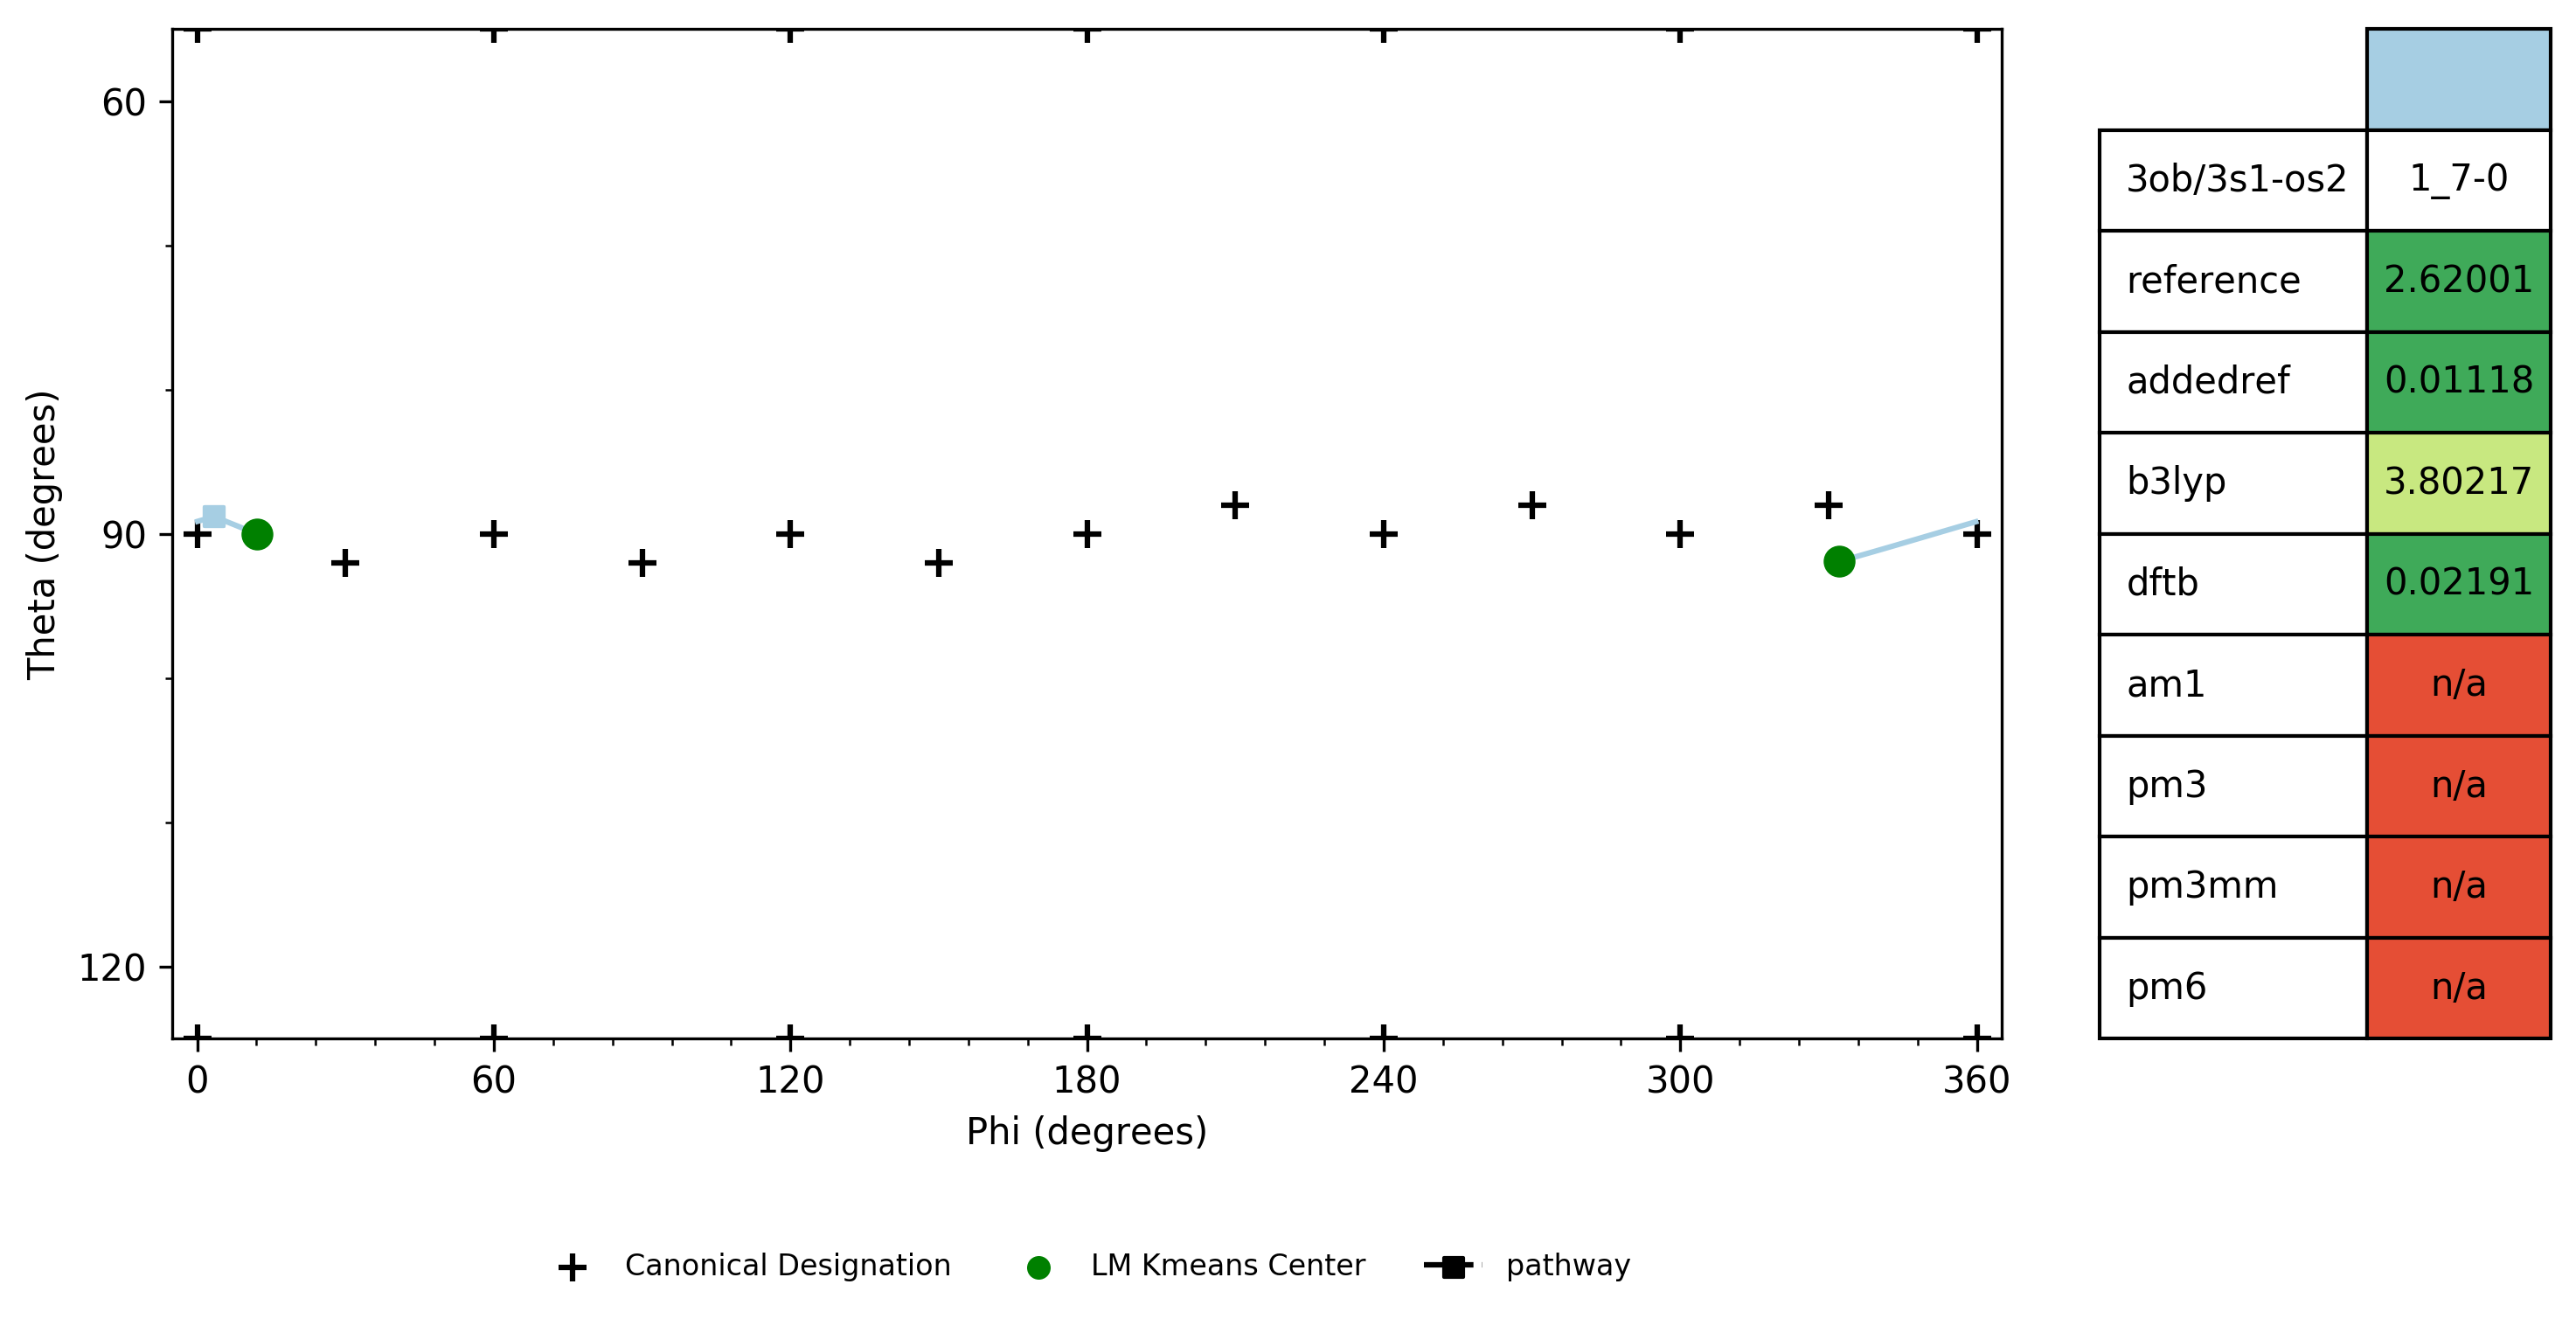 60
90
120
Theta (degrees)
0 60 120 180 240 300 360
Phi (degrees)
Canonical Designation LM Kmeans Center pathway
3ob/3s1-os2 1_7-0
reference 2.62001
addedref 0.01118
b3lyp 3.80217
dftb 0.02191
am1 n/a
pm3 n/a
pm3mm n/a
pm6 n/a